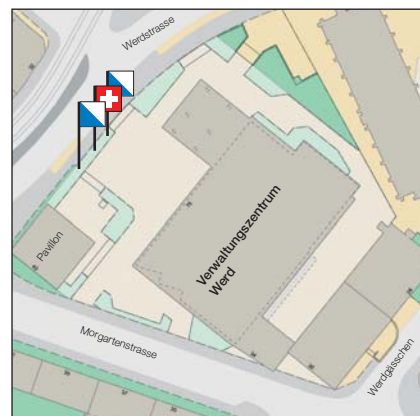 Werdstrasse
Verwaltungszentrum
Werd
Pavillon
Morgartenstrasse
Werdgässchen